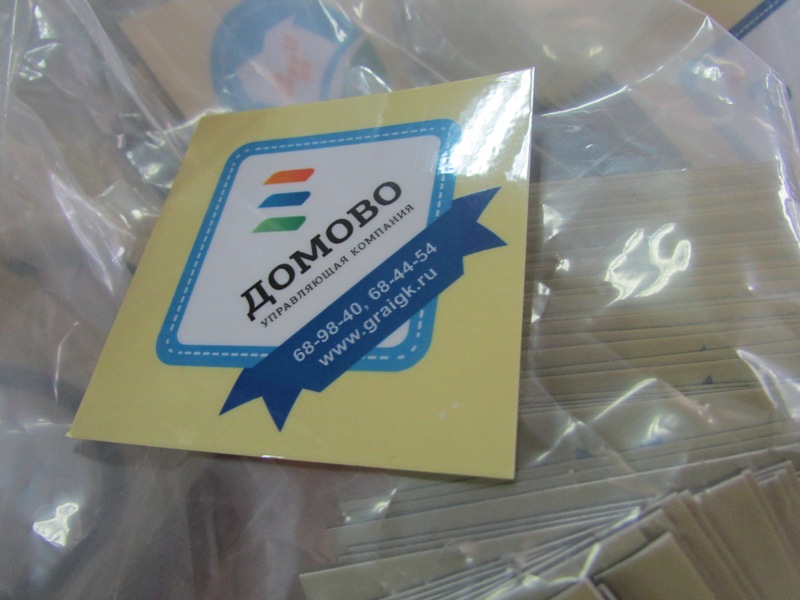 ДОМОВО
УПРАВЛЯЮЩАЯ КОМПАНИЯ
68-98-40, 68-44-54
www.graigk.ru